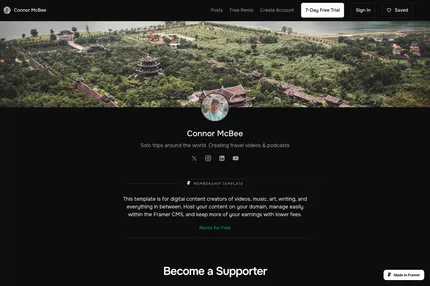 Connor McBee
Posts
Free Remix
Create Account
7-Day Free Trial
Sign In
Saved
Connor McBee
Solo trips around the world. Creating travel videos & podcasts
MEMBERSHIP TEMPLATE
This template is for digital content creators of videos, music, art, writing, and
everything in between. Host your content on your domain, manage easily
within the Framer CMS, and keep more of your earnings with lower fees.
Remix for Free
Become a Supporter
Made in Framer